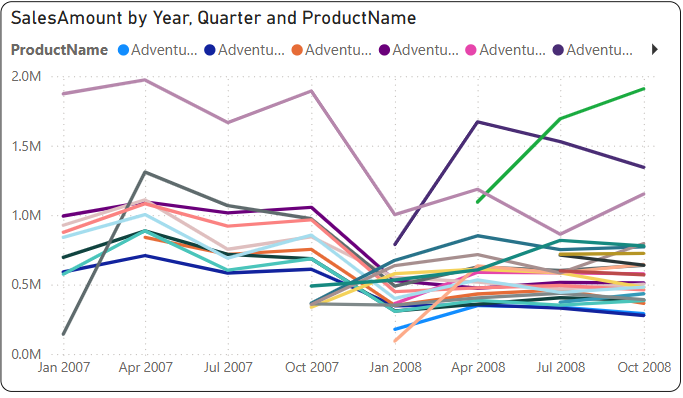 SalesAmount by Year, Quarter and ProductName
ProductName Adventu... Adventu... Adventu... Adventu... Adventu... Adventu...
2.0M
1.5M
1.0M
0.5M
0.0M
Jan 2007 Apr 2007 Jul 2007 Oct 2007 Jan 2008 Apr 2008 Jul 2008 Oct 2008